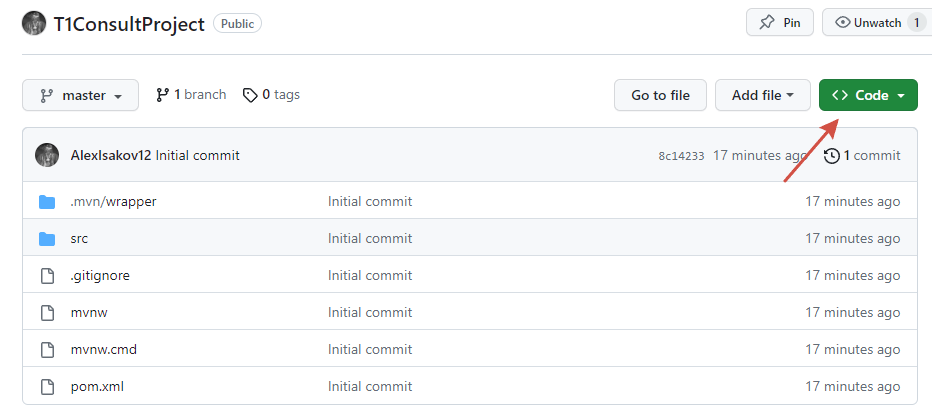 T1ConsultProject Public Pin Unwatch 1
master 1 branch 0 tags Go to file Add file <> Code
AlexIsakov12 Initial commit 8c14233 17 minutes ago 1 commit
.mvn/wrapper Initial commit 17 minutes ago
src Initial commit 17 minutes ago
.gitignore Initial commit 17 minutes ago
mvnw Initial commit 17 minutes ago
mvnw.cmd Initial commit 17 minutes ago
pom.xml Initial commit 17 minutes ago